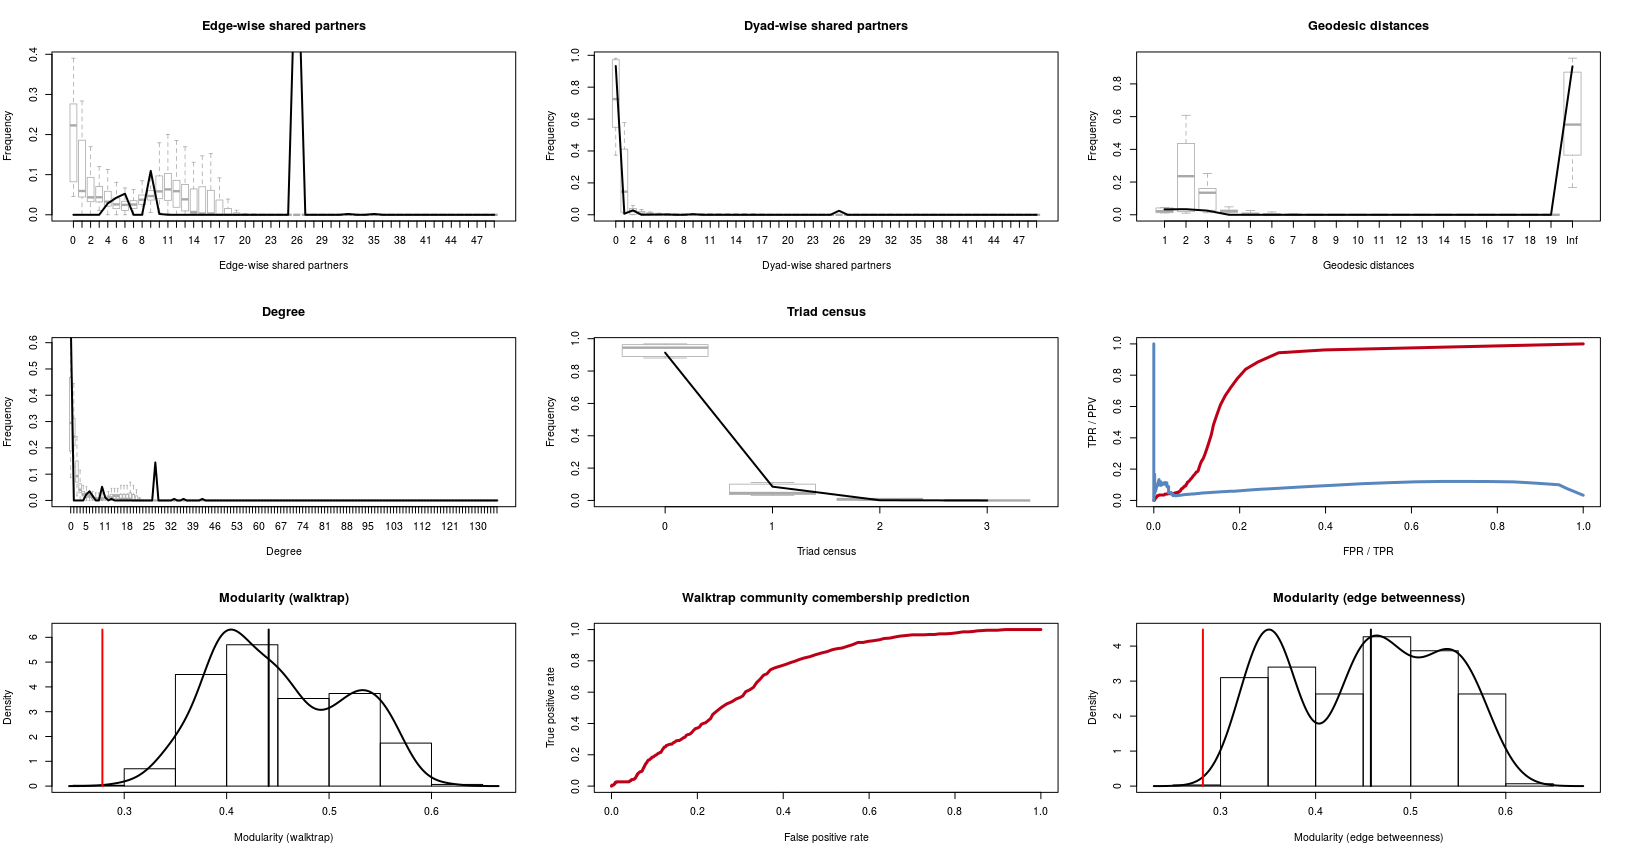 Edge-wise shared partners
Frequency
0.0 0.1 0.2 0.3 0.4
0 2 4 6 8 11 14 17 20 23 26 29 32 35 38 41 44 47
Edge-wise shared partners
Dyad-wise shared partners
Frequency
0.0 0.2 0.4 0.6 0.8 1.0
0 2 4 6 8 11 14 17 20 23 26 29 32 35 38 41 44 47
Dyad-wise shared partners
Geodesic distances
Frequency
0.0 0.2 0.4 0.6 0.8
1 2 3 4 5 6 7 8 9 10 11 12 13 14 15 16 17 18 19 Inf
Geodesic distances
Degree
Frequency
0.0 0.1 0.2 0.3 0.4 0.5 0.6
0 5 11 18 25 32 39 46 53 60 67 74 81 88 95 103 112 121 130
Degree
Triad census
Frequency
0.0 0.2 0.4 0.6 0.8 1.0
0 1 2 3
Triad census
TPR / PPV
0.0 0.2 0.4 0.6 0.8 1.0
0.0 0.2 0.4 0.6 0.8 1.0
FPR / TPR
Modularity (walktrap)
Density
0 1 2 3 4 5 6
0.3 0.4 0.5 0.6
Modularity (walktrap)
Walktrap community comembership prediction
True positive rate
0.0 0.2 0.4 0.6 0.8 1.0
0.0 0.2 0.4 0.6 0.8 1.0
False positive rate
Modularity (edge betweenness)
Density
0 1 2 3 4
0.3 0.4 0.5 0.6
Modularity (edge betweenness)